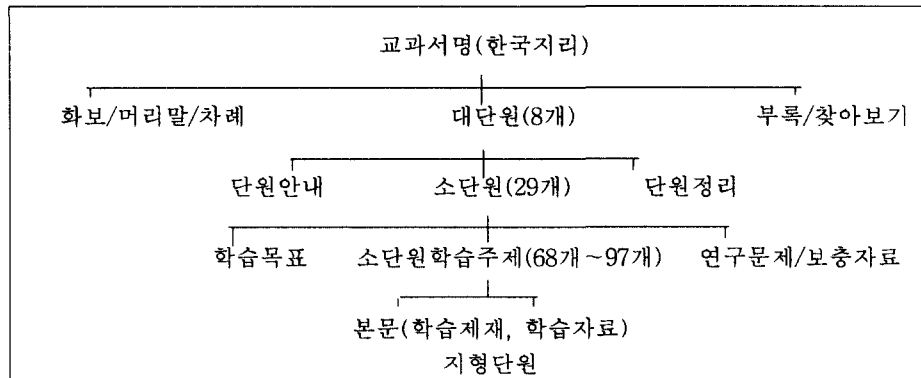 교과서명(한국지리)
화보/머리말/차례 대단원(8개) 부록/찾아보기
단원안내 소단원(29개) 단원정리
학습목표 소단원학습주제(68개~97개) 연구문제/보충자료
본문(학습제재, 학습자료)
지형단원